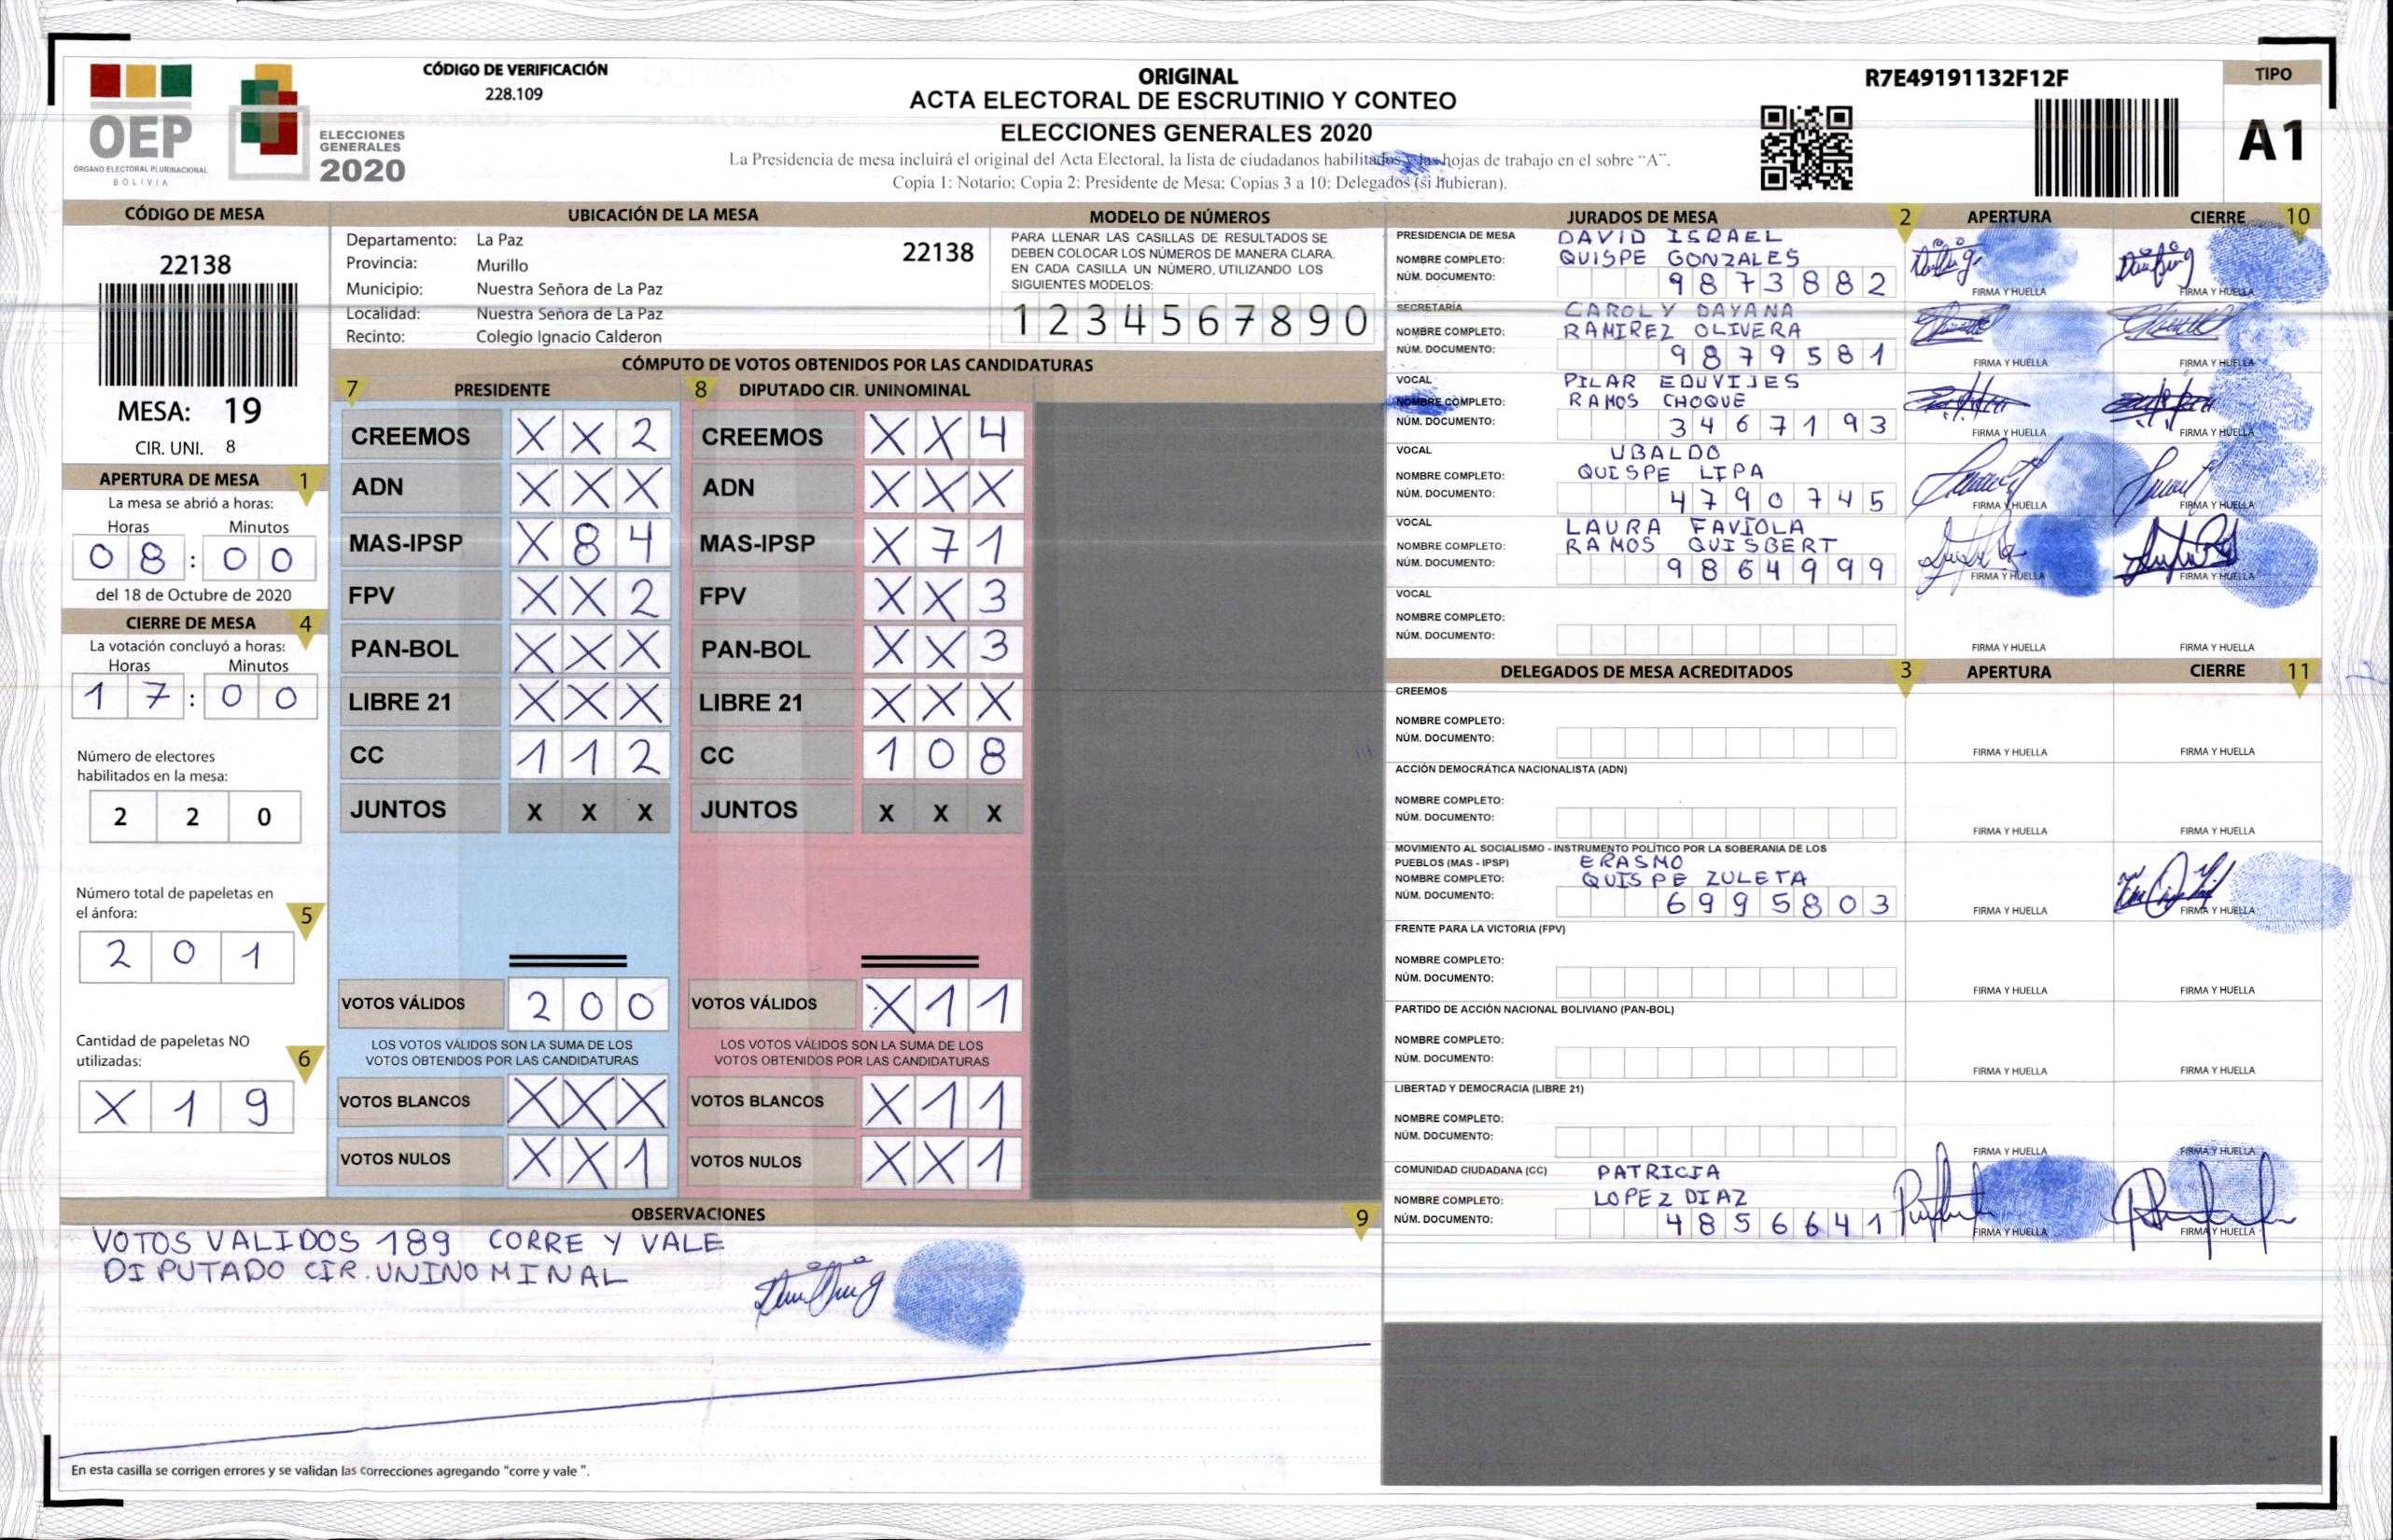 OEP
ÓRGANO ELECTORAL PLURINACIONAL
BOLIVIA
ELECCIONES
GENERALES
2020
CÓDIGO DE VERIFICACIÓN
228.109
ORIGINAL
ACTA ELECTORAL DE ESCRUTINIO Y CONTEO
ELECCIONES GENERALES 2020
La Presidencia de mesa incluirá el original del Acta Electoral, la lista de ciudadanos habilitados y las hojas de trabajo en el sobre "A".
Copia 1: Notario; Copia 2: Presidente de Mesa; Copias 3 a 10: Delegados (si hubieran).
R7E49191132F12F
TIPO
A1
CÓDIGO DE MESA
22138
MESA: 19
CIR. UNI. 8
APERTURA DE MESA 1
La mesa se abrió a horas:
Horas Minutos
08:00
del 18 de Octubre de 2020
CIERRE DE MESA 4
La votación concluyó a horas:
Horas Minutos
17:00
Número de electores
habilitados en la mesa:
2 2 0
Número total de papeletas en
el ánfora: 5
2 0 1
Cantidad de papeletas NO
utilizadas: 6
X 1 9
UBICACIÓN DE LA MESA
Departamento: La Paz 22138
Provincia: Murillo
Municipio: Nuestra Señora de La Paz
Localidad: Nuestra Señora de La Paz
Recinto: Colegio Ignacio Calderon
MODELO DE NÚMEROS
PARA LLENAR LAS CASILLAS DE RESULTADOS SE
DEBEN COLOCAR LOS NÚMEROS DE MANERA CLARA.
EN CADA CASILLA UN NÚMERO, UTILIZANDO LOS
SIGUIENTES MODELOS:
1 2 3 4 5 6 7 8 9 0
CÓMPUTO DE VOTOS OBTENIDOS POR LAS CANDIDATURAS
7 PRESIDENTE 8 DIPUTADO CIR. UNINOMINAL
CREEMOS X X 2 CREEMOS X X 4
ADN X X X ADN X X X
MAS-IPSP X 8 4 MAS-IPSP X 7 1
FPV X X 2 FPV X X 3
PAN-BOL X X X PAN-BOL X X 3
LIBRE 21 X X X LIBRE 21 X X X
CC 1 1 2 CC 1 0 8
JUNTOS X X X JUNTOS X X X
VOTOS VÁLIDOS 2 0 0 VOTOS VÁLIDOS X 1 1
LOS VOTOS VÁLIDOS SON LA SUMA DE LOS LOS VOTOS VÁLIDOS SON LA SUMA DE LOS
VOTOS OBTENIDOS POR LAS CANDIDATURAS VOTOS OBTENIDOS POR LAS CANDIDATURAS
VOTOS BLANCOS X X X VOTOS BLANCOS X 1 1
VOTOS NULOS X X 1 VOTOS NULOS X X 1
OBSERVACIONES 9
VOTOS VALIDOS 189 CORRE Y VALE
DIPUTADO CIR. UNINOMINAL
En esta casilla se corrigen errores y se validan las correcciones agregando "corre y vale ".
JURADOS DE MESA 2 APERTURA CIERRE 10
PRESIDENCIA DE MESA DAVID ISRAEL
NOMBRE COMPLETO: QUISPE GONZALES
NÚM. DOCUMENTO: 9873882 FIRMA Y HUELLA FIRMA Y HUELLA
SECRETARÍA CAROLY DAYANA
NOMBRE COMPLETO: RAMIREZ OLIVERA
NÚM. DOCUMENTO: 9879581 FIRMA Y HUELLA FIRMA Y HUELLA
VOCAL PILAR EDUVIJES
NOMBRE COMPLETO: RAMOS CHOQUE
NÚM. DOCUMENTO: 3467193 FIRMA Y HUELLA FIRMA Y HUELLA
VOCAL UBALDO
NOMBRE COMPLETO: QUISPE LIPA
NÚM. DOCUMENTO: 4790745 FIRMA Y HUELLA FIRMA Y HUELLA
VOCAL LAURA FAVIOLA
NOMBRE COMPLETO: RAMOS QUISBERT
NÚM. DOCUMENTO: 9864999 FIRMA Y HUELLA FIRMA Y HUELLA
VOCAL
NOMBRE COMPLETO:
NÚM. DOCUMENTO: FIRMA Y HUELLA FIRMA Y HUELLA
DELEGADOS DE MESA ACREDITADOS 3 APERTURA CIERRE 11
CREEMOS
NOMBRE COMPLETO:
NÚM. DOCUMENTO: FIRMA Y HUELLA FIRMA Y HUELLA
ACCIÓN DEMOCRÁTICA NACIONALISTA (ADN)
NOMBRE COMPLETO:
NÚM. DOCUMENTO: FIRMA Y HUELLA FIRMA Y HUELLA
MOVIMIENTO AL SOCIALISMO - INSTRUMENTO POLÍTICO POR LA SOBERANIA DE LOS
PUEBLOS (MAS - IPSP) ERASMO
NOMBRE COMPLETO: QUISPE ZULETA
NÚM. DOCUMENTO: 6995803 FIRMA Y HUELLA FIRMA Y HUELLA
FRENTE PARA LA VICTORIA (FPV)
NOMBRE COMPLETO:
NÚM. DOCUMENTO: FIRMA Y HUELLA FIRMA Y HUELLA
PARTIDO DE ACCIÓN NACIONAL BOLIVIANO (PAN-BOL)
NOMBRE COMPLETO:
NÚM. DOCUMENTO: FIRMA Y HUELLA FIRMA Y HUELLA
LIBERTAD Y DEMOCRACIA (LIBRE 21)
NOMBRE COMPLETO:
NÚM. DOCUMENTO: FIRMA Y HUELLA FIRMA Y HUELLA
COMUNIDAD CIUDADANA (CC) PATRICIA
NOMBRE COMPLETO: LOPEZ DIAZ
NÚM. DOCUMENTO: 4856641 FIRMA Y HUELLA FIRMA Y HUELLA